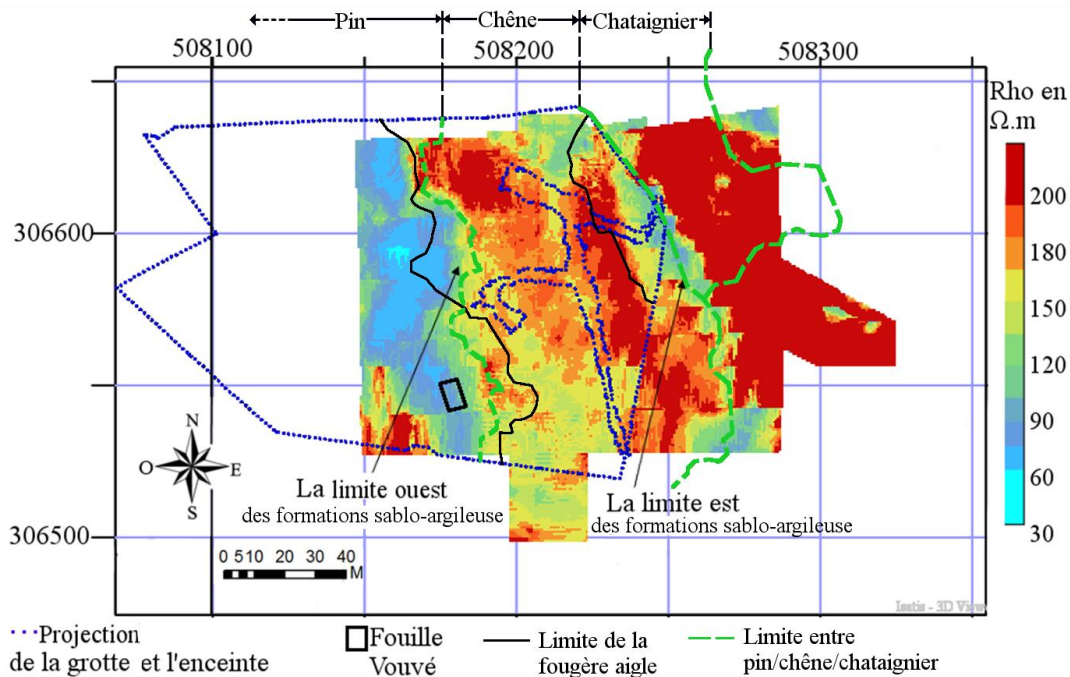 Pin
Chêne
Chataignier
508100
508200
508300
Rho en
Ω.m
200
180
150
120
90
60
30
306600
306500
N
O
E
S
La limite ouest
des formations sablo-argileuse
La limite est
des formations sablo-argileuse
0 5 10 20 30 40
M
Isatis - 3D View
Projection
de la grotte et l'enceinte
Fouille
Vouvé
Limite de la
fougère aigle
Limite entre
pin/chêne/chataignier